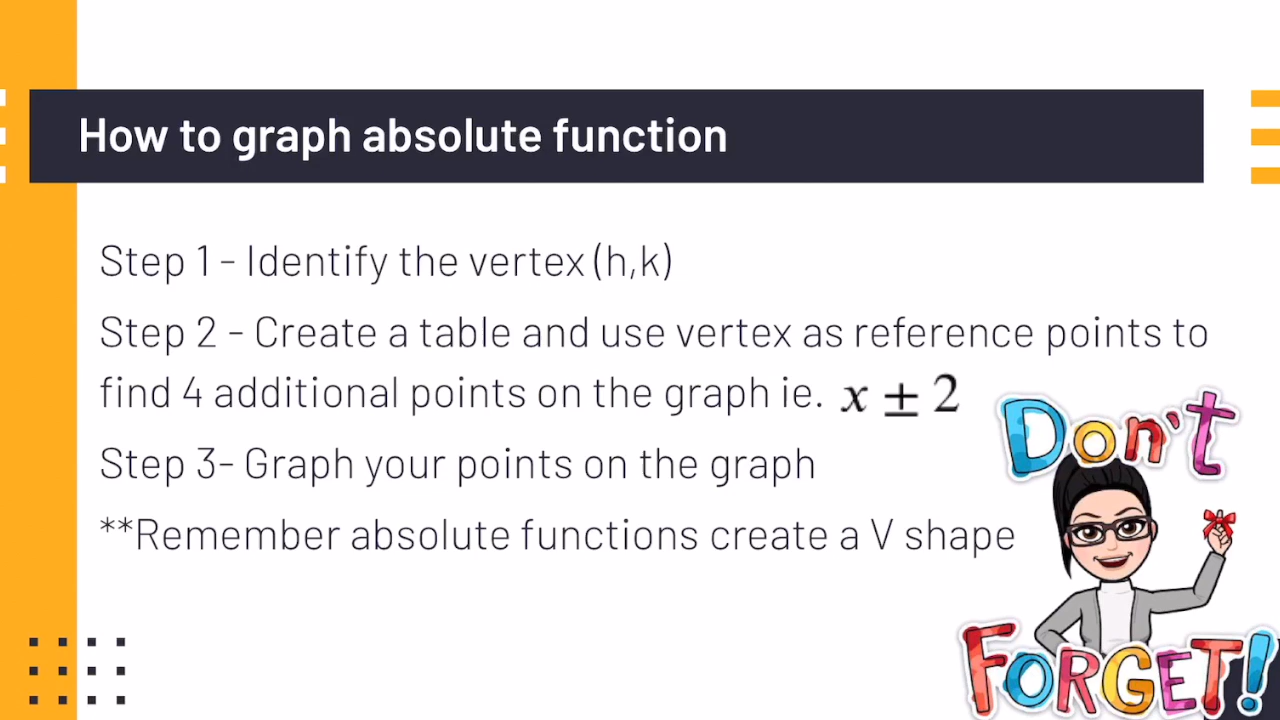 How to graph absolute function
Step 1 - Identify the vertex (h,k)
Step 2 - Create a table and use vertex as reference points to
find 4 additional points on the graph ie. x ± 2
Step 3- Graph your points on the graph
**Remember absolute functions create a V shape
Don't
FORGET!